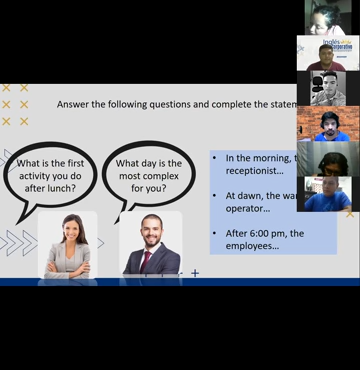 Inglés
Corporative
Answer the following questions and complete the
What is the first
activity you do
after lunch?
What day is the
most complex
for you?
• In the morning,
receptionist...
• At dawn, the
operator...
• After 6:00 pm, the
employees...